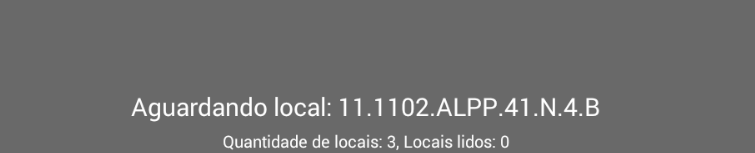 Aguardando local: 11.1102.ALPP.41.N.4.B
Quantidade de locais: 3, Locais lidos: 0